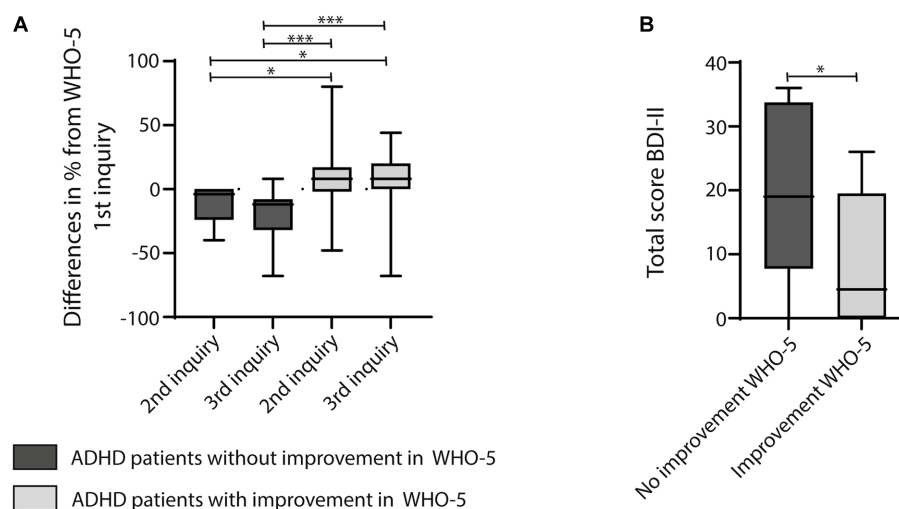 A
***
***
*
*
Differences in % from WHO-5
1st inquiry
100
50
0
-50
-100
2nd inquiry
3rd inquiry
2nd inquiry
3rd inquiry
ADHD patients without improvement in WHO-5
ADHD patients with improvement in WHO-5
B
*
Total score BDI-II
40
30
20
10
0
No improvement WHO-5
Improvement WHO-5